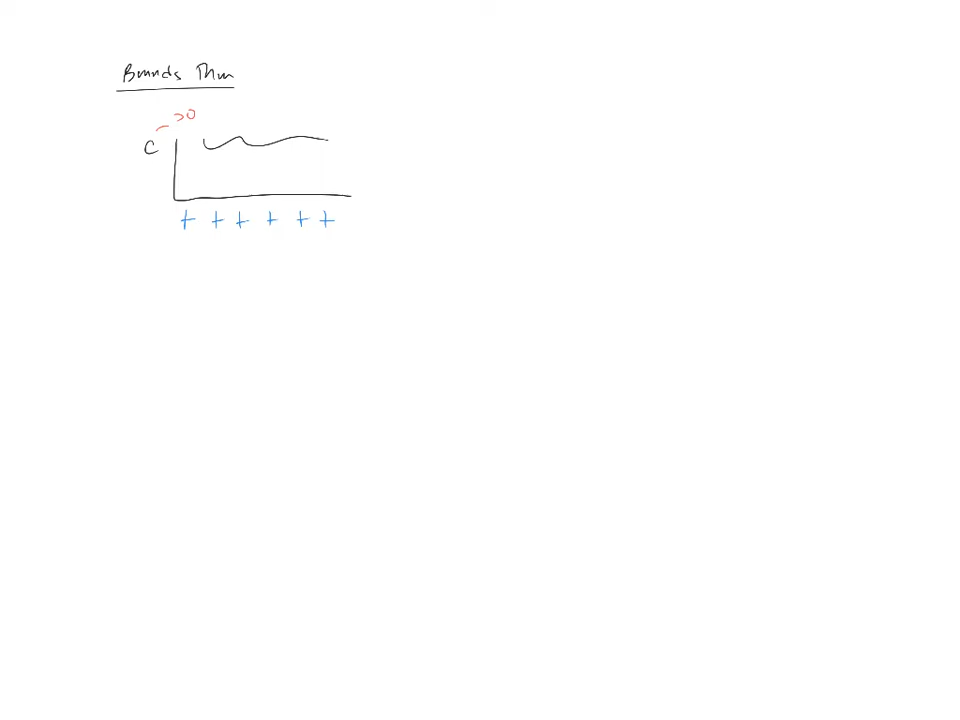 Bounds Thm
>0
c
+ + + + + +